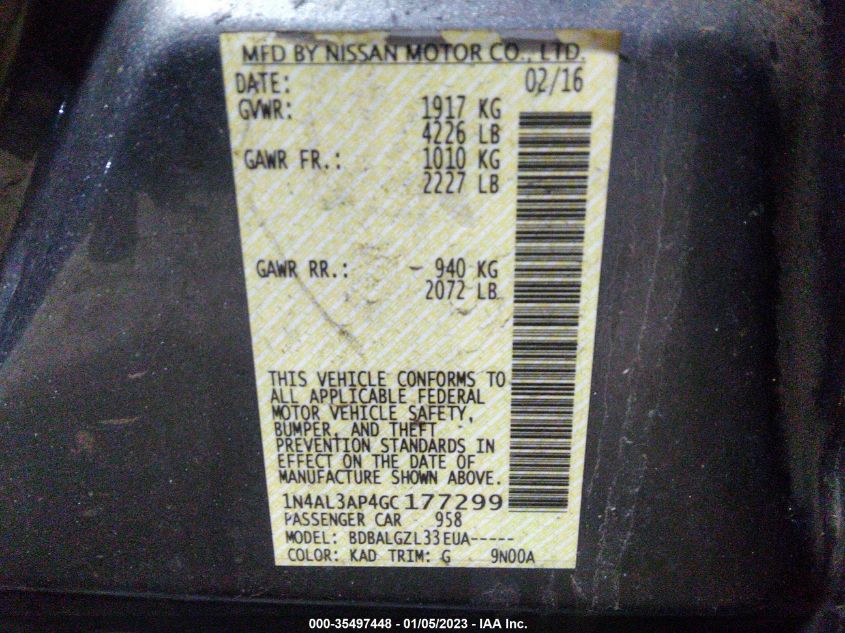 MFD BY NISSAN MOTOR CO., LTD.
DATE: 02/16
GVWR: 1917 KG
4226 LB
GAWR FR.: 1010 KG
2227 LB
GAWR RR.: 940 KG
2072 LB
THIS VEHICLE CONFORMS TO
ALL APPLICABLE FEDERAL
MOTOR VEHICLE SAFETY,
BUMPER, AND THEFT
PREVENTION STANDARDS IN
EFFECT ON THE DATE OF
MANUFACTURE SHOWN ABOVE.
1N4AL3AP4GC177299
PASSENGER CAR 958
MODEL: BDBALGZL33EUA-----
COLOR: KAD TRIM: G 9N00A
000-35497448 - 01/05/2023 - IAA Inc.